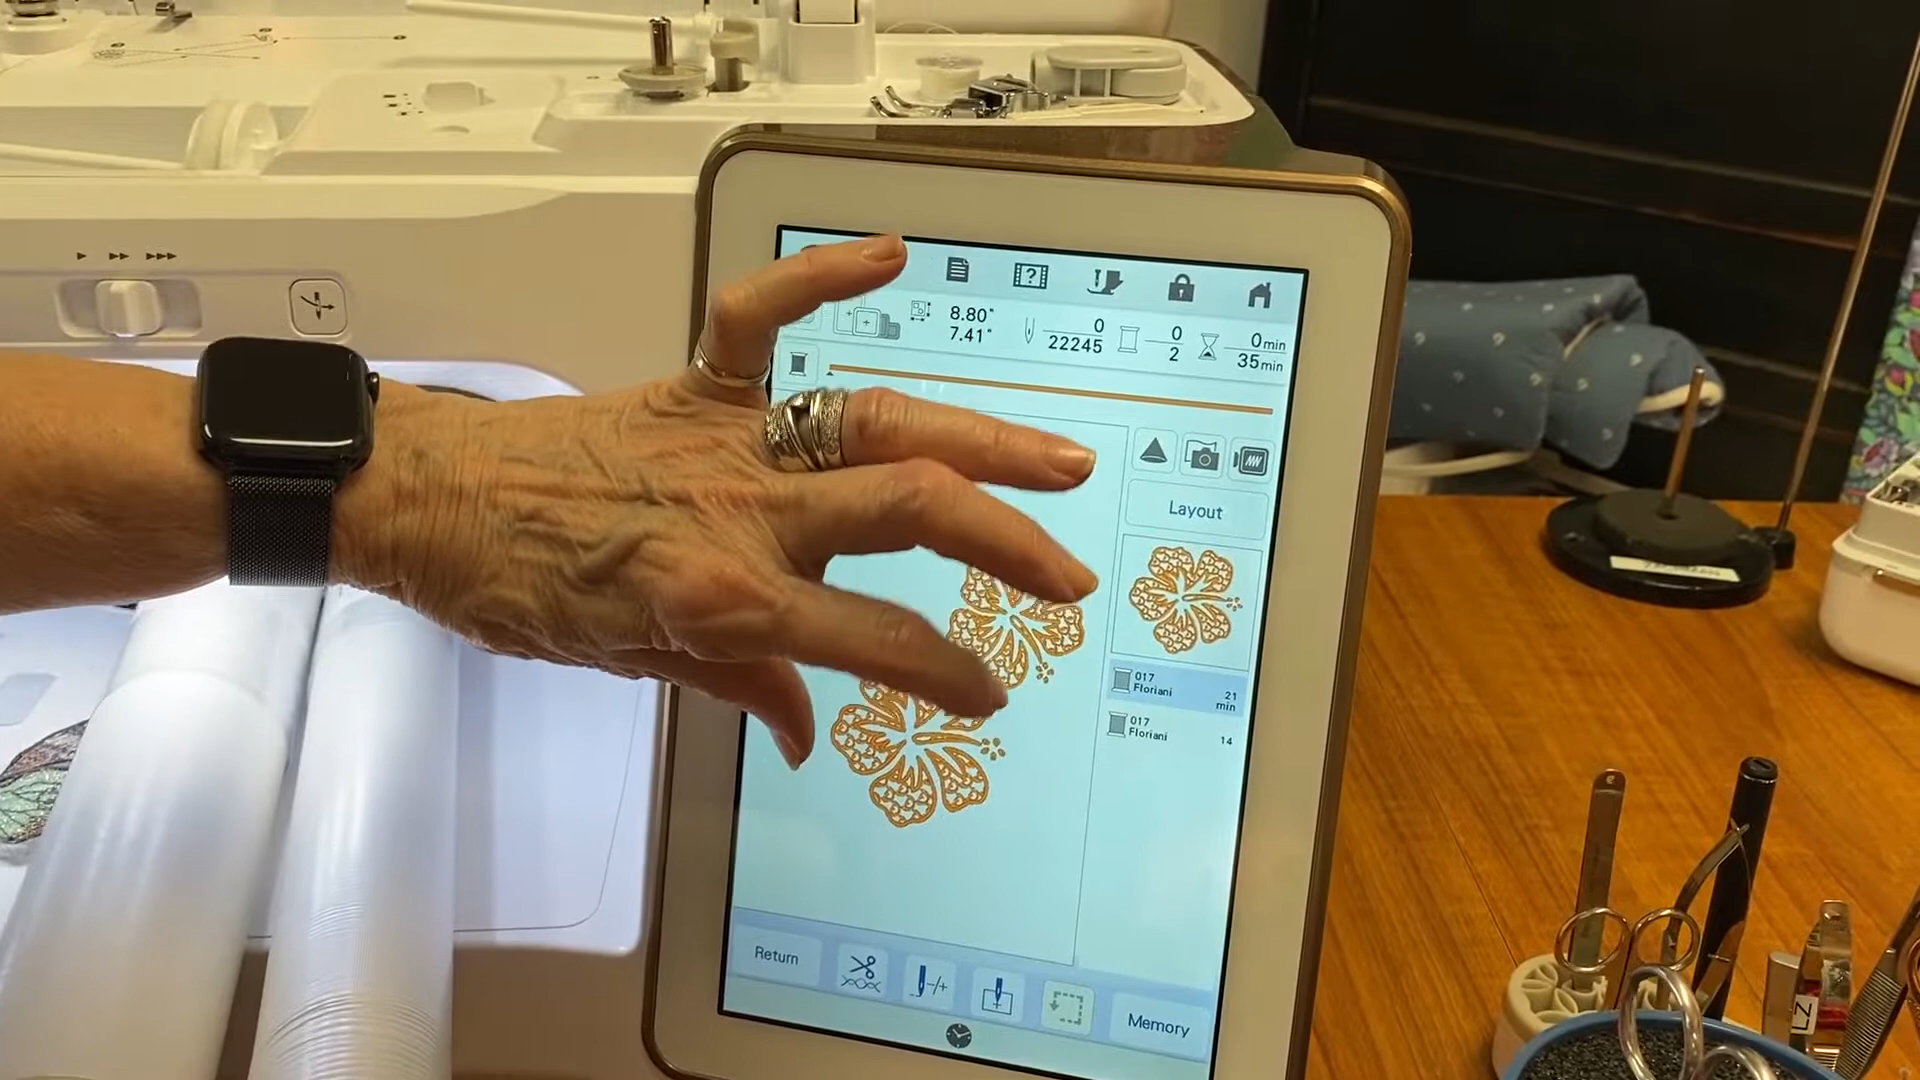 8.80"
7.41"
0
22245
0
2
0min
35min
Layout
017
Floriani
21
min
017
Floriani
14
Return
-/+
Memory
LZ